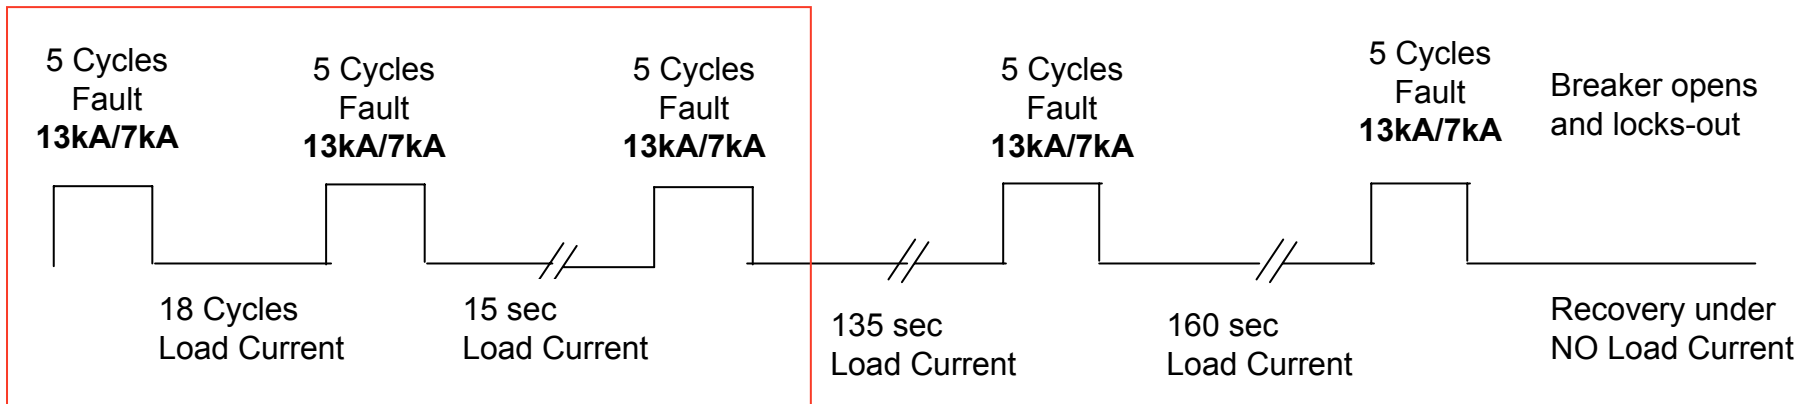 5 Cycles
Fault
13kA/7kA
5 Cycles
Fault
13kA/7kA
5 Cycles
Fault
13kA/7kA
5 Cycles
Fault
13kA/7kA
5 Cycles
Fault
13kA/7kA
Breaker opens
and locks-out
18 Cycles
Load Current
15 sec
Load Current
135 sec
Load Current
160 sec
Load Current
Recovery under
NO Load Current